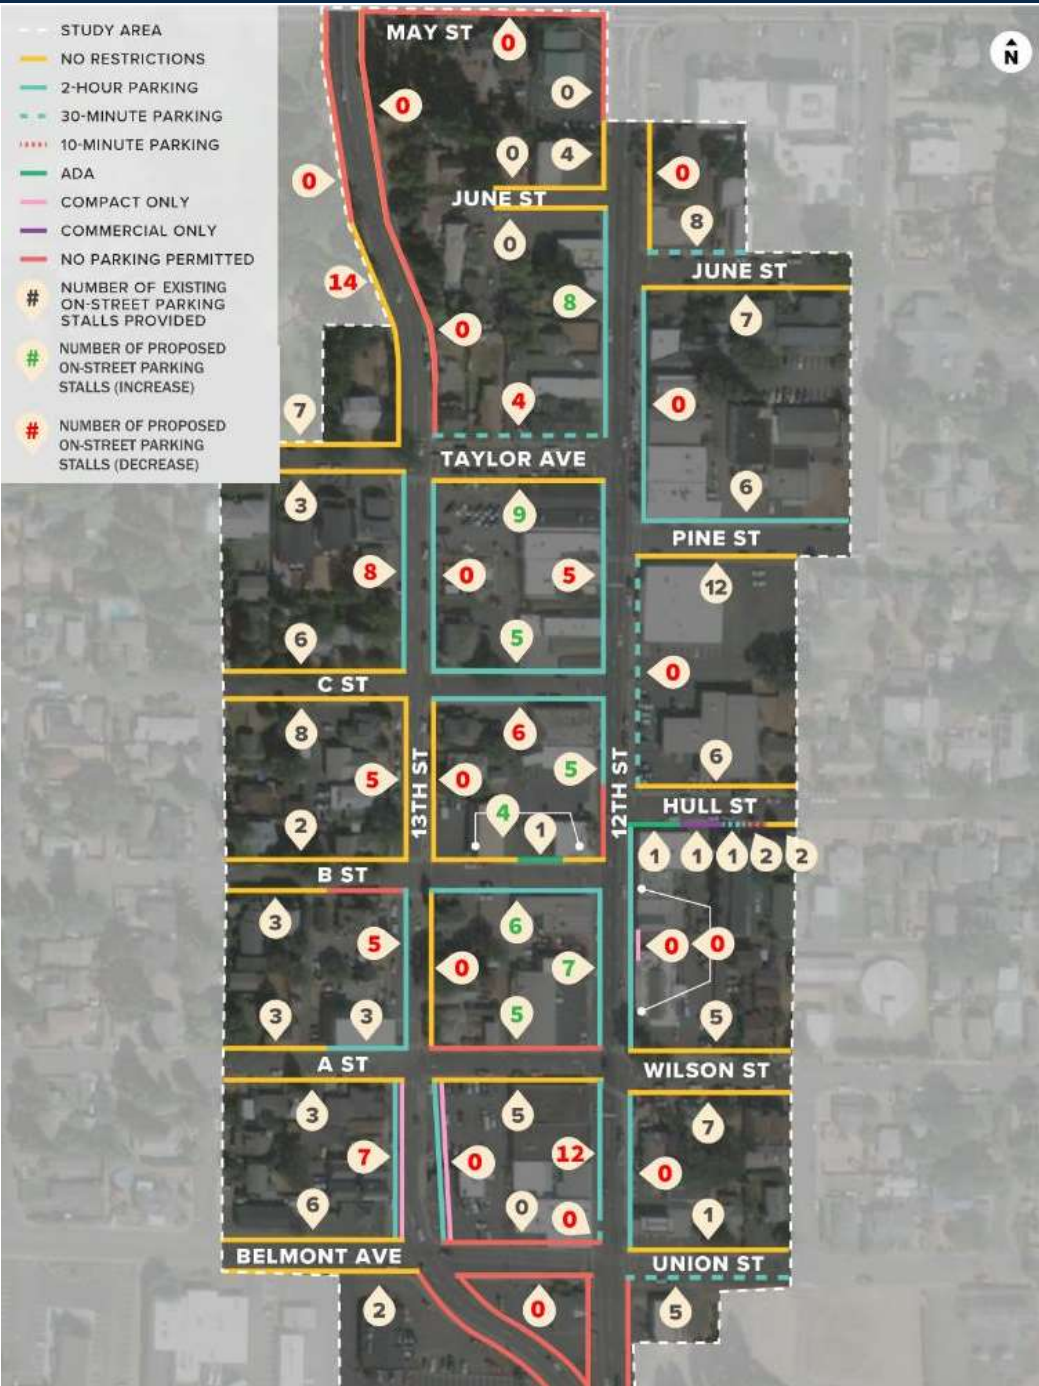 STUDY AREA
NO RESTRICTIONS
2-HOUR PARKING
30-MINUTE PARKING
10-MINUTE PARKING
ADA
COMPACT ONLY
COMMERCIAL ONLY
NO PARKING PERMITTED
#
NUMBER OF EXISTING
ON-STREET PARKING
STALLS PROVIDED
#
NUMBER OF PROPOSED
ON-STREET PARKING
STALLS (INCREASE)
#
NUMBER OF PROPOSED
ON-STREET PARKING
STALLS (DECREASE)
N
MAY ST
0
0
0
0
4
0
0
8
JUNE ST
0
14
8
0
4
7
JUNE ST
7
0
6
TAYLOR AVE
3
9
8
0
5
6
5
PINE ST
12
0
6
C ST
8
6
5
0
5
2
4
1
13TH ST
12TH ST
HULL ST
1
1
1
2
2
B ST
3
6
5
0
7
0
0
3
3
5
5
A ST
WILSON ST
3
5
7
7
0
12
0
6
0
0
1
BELMONT AVE
UNION ST
2
0
5